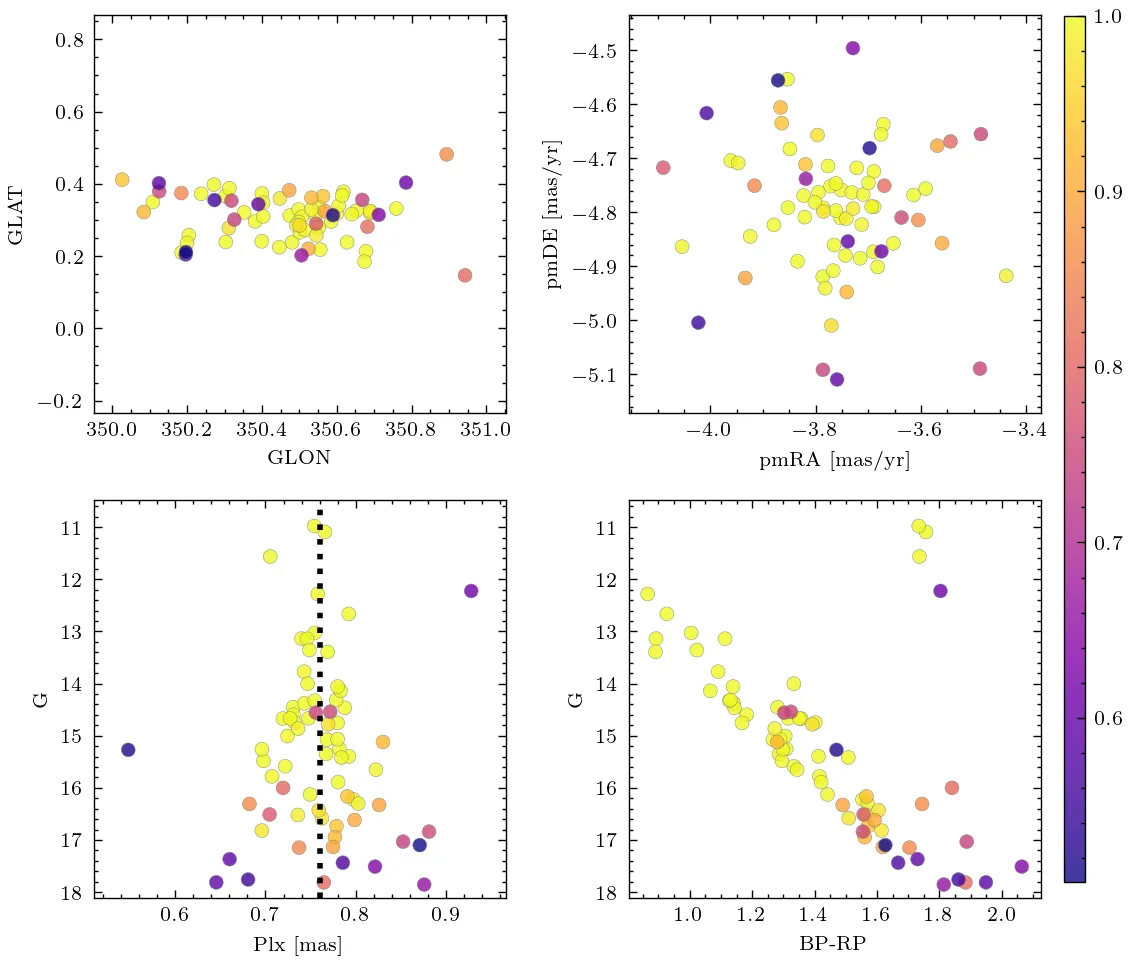 0.8
0.6
0.4
0.2
0.0
−0.2
GLAT
350.0 350.2 350.4 350.6 350.8 351.0
GLON
−4.5
−4.6
−4.7
−4.8
−4.9
−5.0
−5.1
pmDE [mas/yr]
−4.0 −3.8 −3.6 −3.4
pmRA [mas/yr]
1.0
0.9
0.8
0.7
0.6
11
12
13
14
15
16
17
18
G
0.6 0.7 0.8 0.9
Plx [mas]
11
12
13
14
15
16
17
18
G
1.0 1.2 1.4 1.6 1.8 2.0
BP-RP